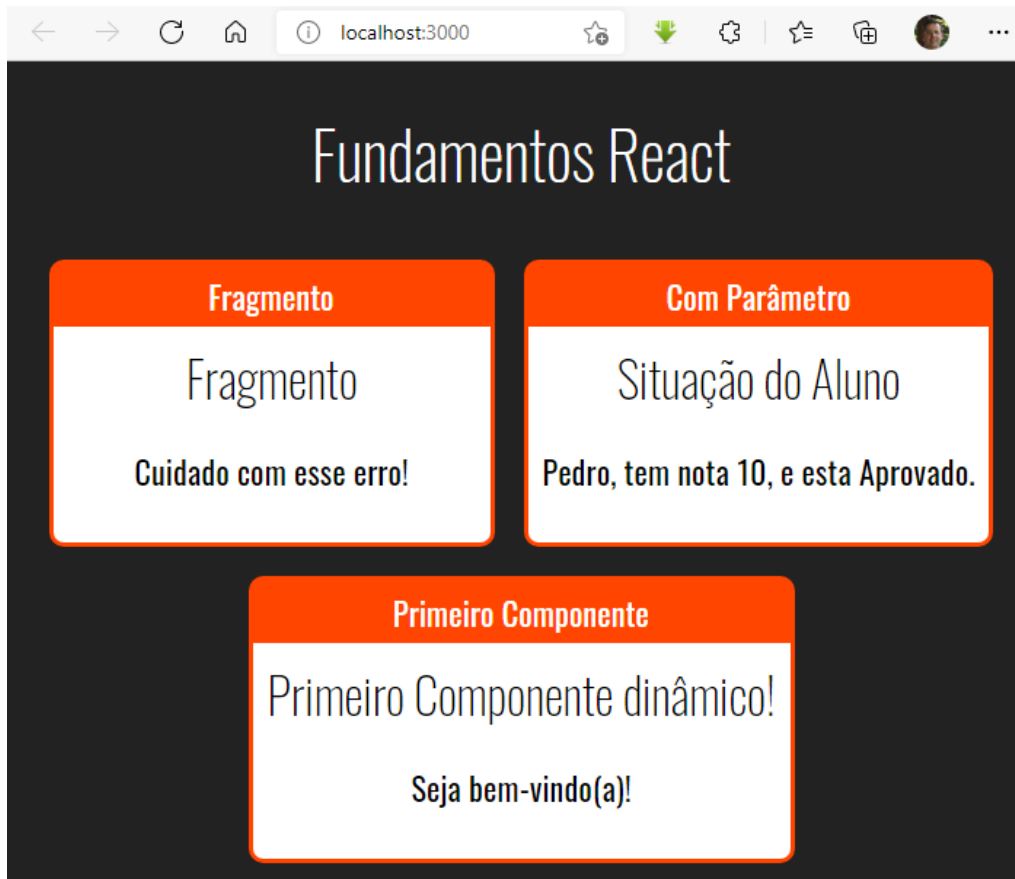 localhost:3000
Fundamentos React
Fragmento
Fragmento
Cuidado com esse erro!
Com Parâmetro
Situação do Aluno
Pedro, tem nota 10, e esta Aprovado.
Primeiro Componente
Primeiro Componente dinâmico!
Seja bem-vindo(a)!